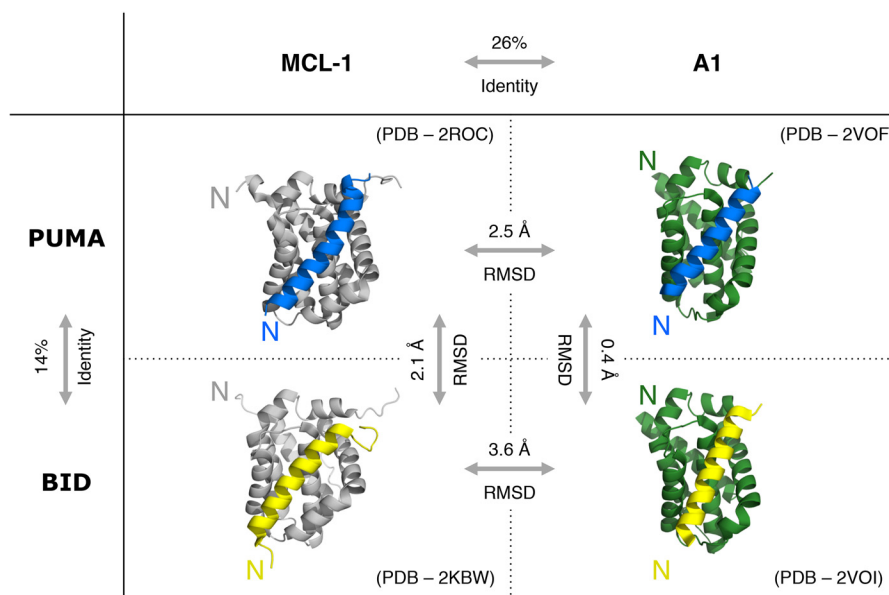 26%
MCL-1
A1
Identity
(PDB – 2ROC)
(PDB – 2VOF
N
N
PUMA
2.5 Å
RMSD
N
N
14%
Identity
2.1 Å
RMSD
RMSD
0.4 Å
N
N
BID
3.6 Å
RMSD
N
N
(PDB – 2KBW)
(PDB – 2VOI)